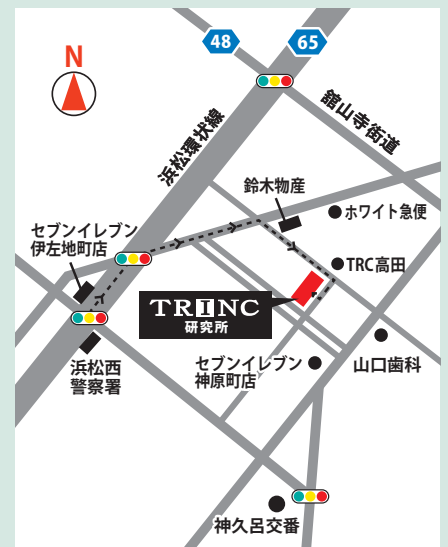 48
65
N
浜松環状線
舘山寺街道
鈴木物産
ホワイト急便
セブンイレブン
伊左地町店
TRC高田
TRINC
研究所
浜松西
警察署
セブンイレブン
神原町店
山口歯科
神久呂交番